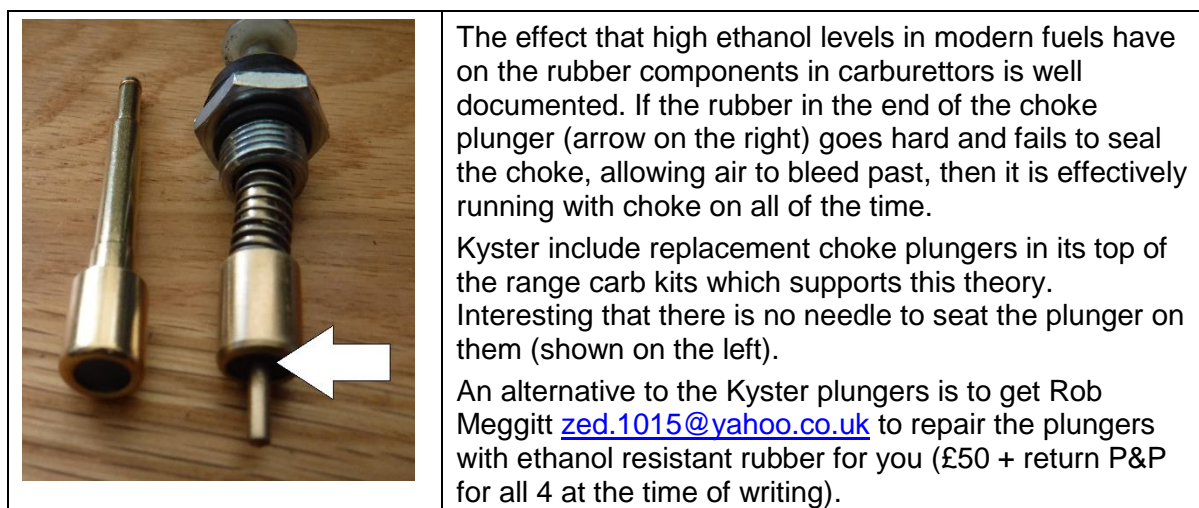 The effect that high ethanol levels in modern fuels have
on the rubber components in carburettors is well
documented. If the rubber in the end of the choke
plunger (arrow on the right) goes hard and fails to seal
the choke, allowing air to bleed past, then it is effectively
running with choke on all of the time.
Kyster include replacement choke plungers in its top of
the range carb kits which supports this theory.
Interesting that there is no needle to seat the plunger on
them (shown on the left).
An alternative to the Kyster plungers is to get Rob
Meggitt zed.1015@yahoo.co.uk to repair the plungers
with ethanol resistant rubber for you (£50 + return P&P
for all 4 at the time of writing).